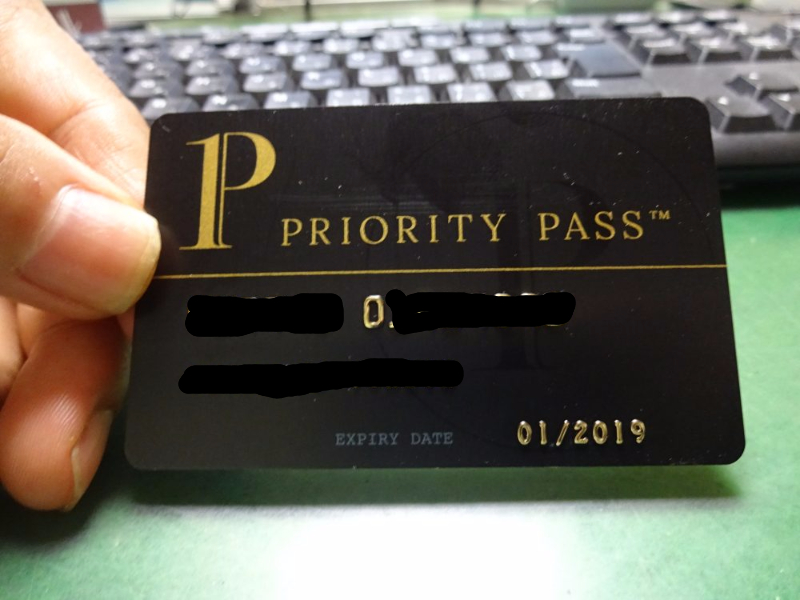 P
PRIORITY PASS™
0
EXPIRY DATE 01/2019